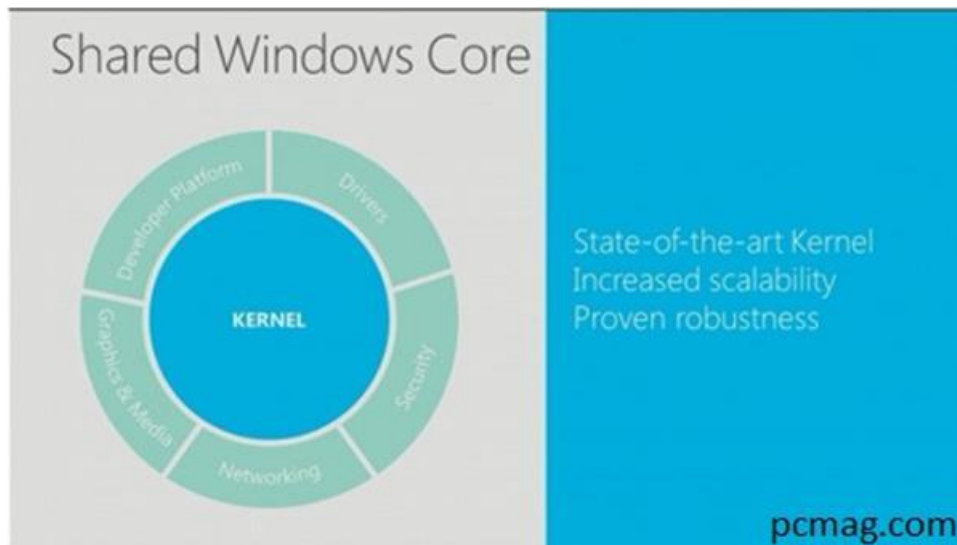 Shared Windows Core
Developer Platform
Drivers
KERNEL
Graphics & Media
Security
Networking
State-of-the-art Kernel
Increased scalability
Proven robustness
pcmag.com